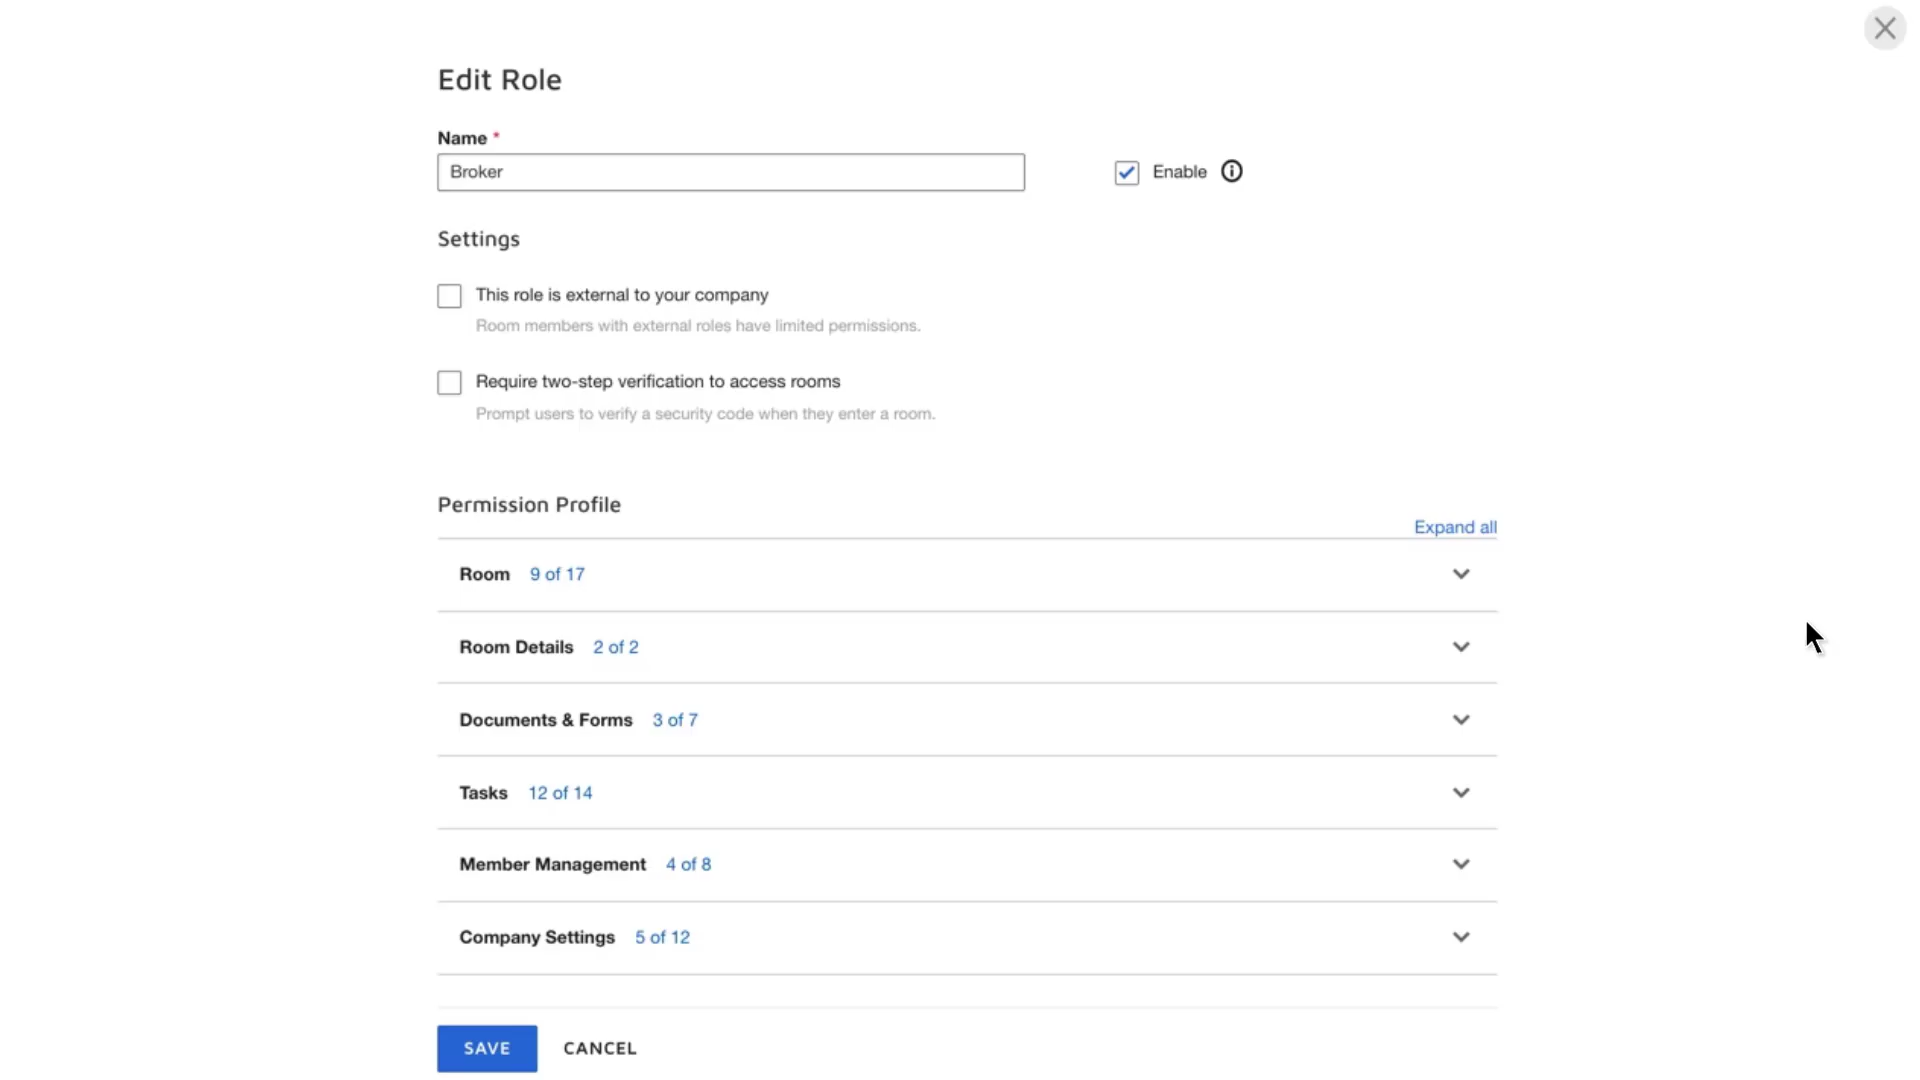 Edit Role
Name *
Broker
Enable
Settings
This role is external to your company
Room members with external roles have limited permissions.
Require two-step verification to access rooms
Prompt users to verify a security code when they enter a room.
Permission Profile
Expand all
Room 9 of 17
Room Details 2 of 2
Documents & Forms 3 of 7
Tasks 12 of 14
Member Management 4 of 8
Company Settings 5 of 12
SAVE CANCEL